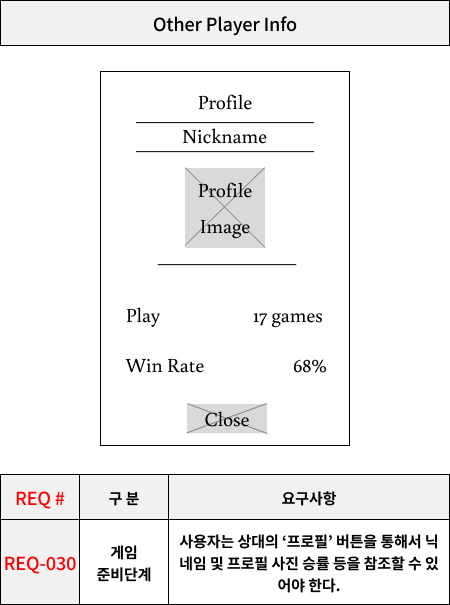 Other Player Info
Profile
Nickname
Profile
Image
Play 17 games
Win Rate 68%
Close
REQ # 구 분 요구사항
REQ-030
게임
준비단계
사용자는 상대의 ‘프로필’ 버튼을 통해서 닉
네임 및 프로필 사진 승률 등을 참조할 수 있
어야 한다.